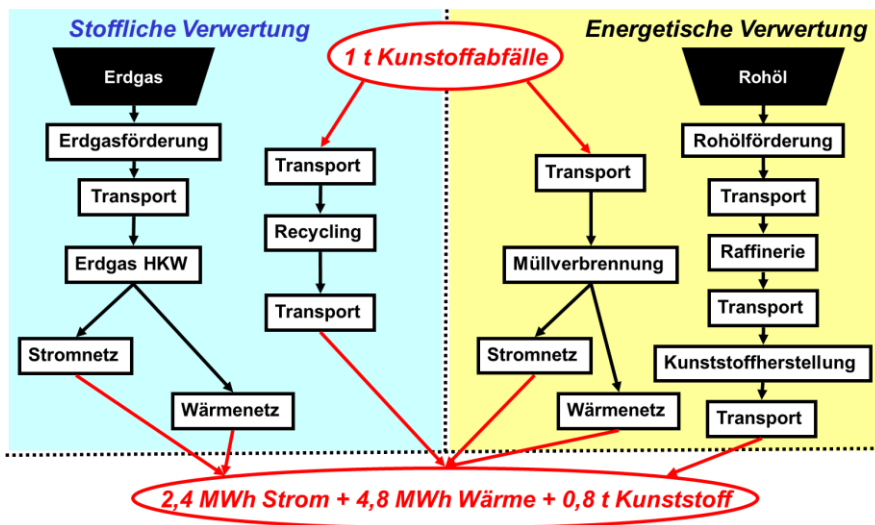 Stoffliche Verwertung
1 t Kunstoffabfälle
Energetische Verwertung
Erdgas
Erdgasförderung
Transport
Erdgas HKW
Stromnetz
Wärmenetz
Transport
Recycling
Transport
Transport
Müllverbrennung
Stromnetz
Wärmenetz
Rohöl
Rohölförderung
Transport
Raffinerie
Transport
Kunststoffherstellung
Transport
2,4 MWh Strom + 4,8 MWh Wärme + 0,8 t Kunststoff